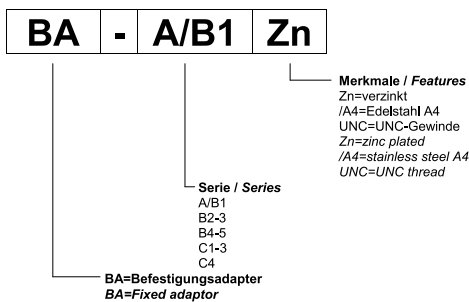 BA - A/B1 Zn
Merkmale / Features
Zn=verzinkt
/A4=Edelstahl A4
UNC=UNC-Gewinde
Zn=zinc plated
/A4=stainless steel A4
UNC=UNC thread
Serie / Series
A/B1
B2-3
B4-5
C1-3
C4
BA=Befestigungsadapter
BA=Fixed adaptor